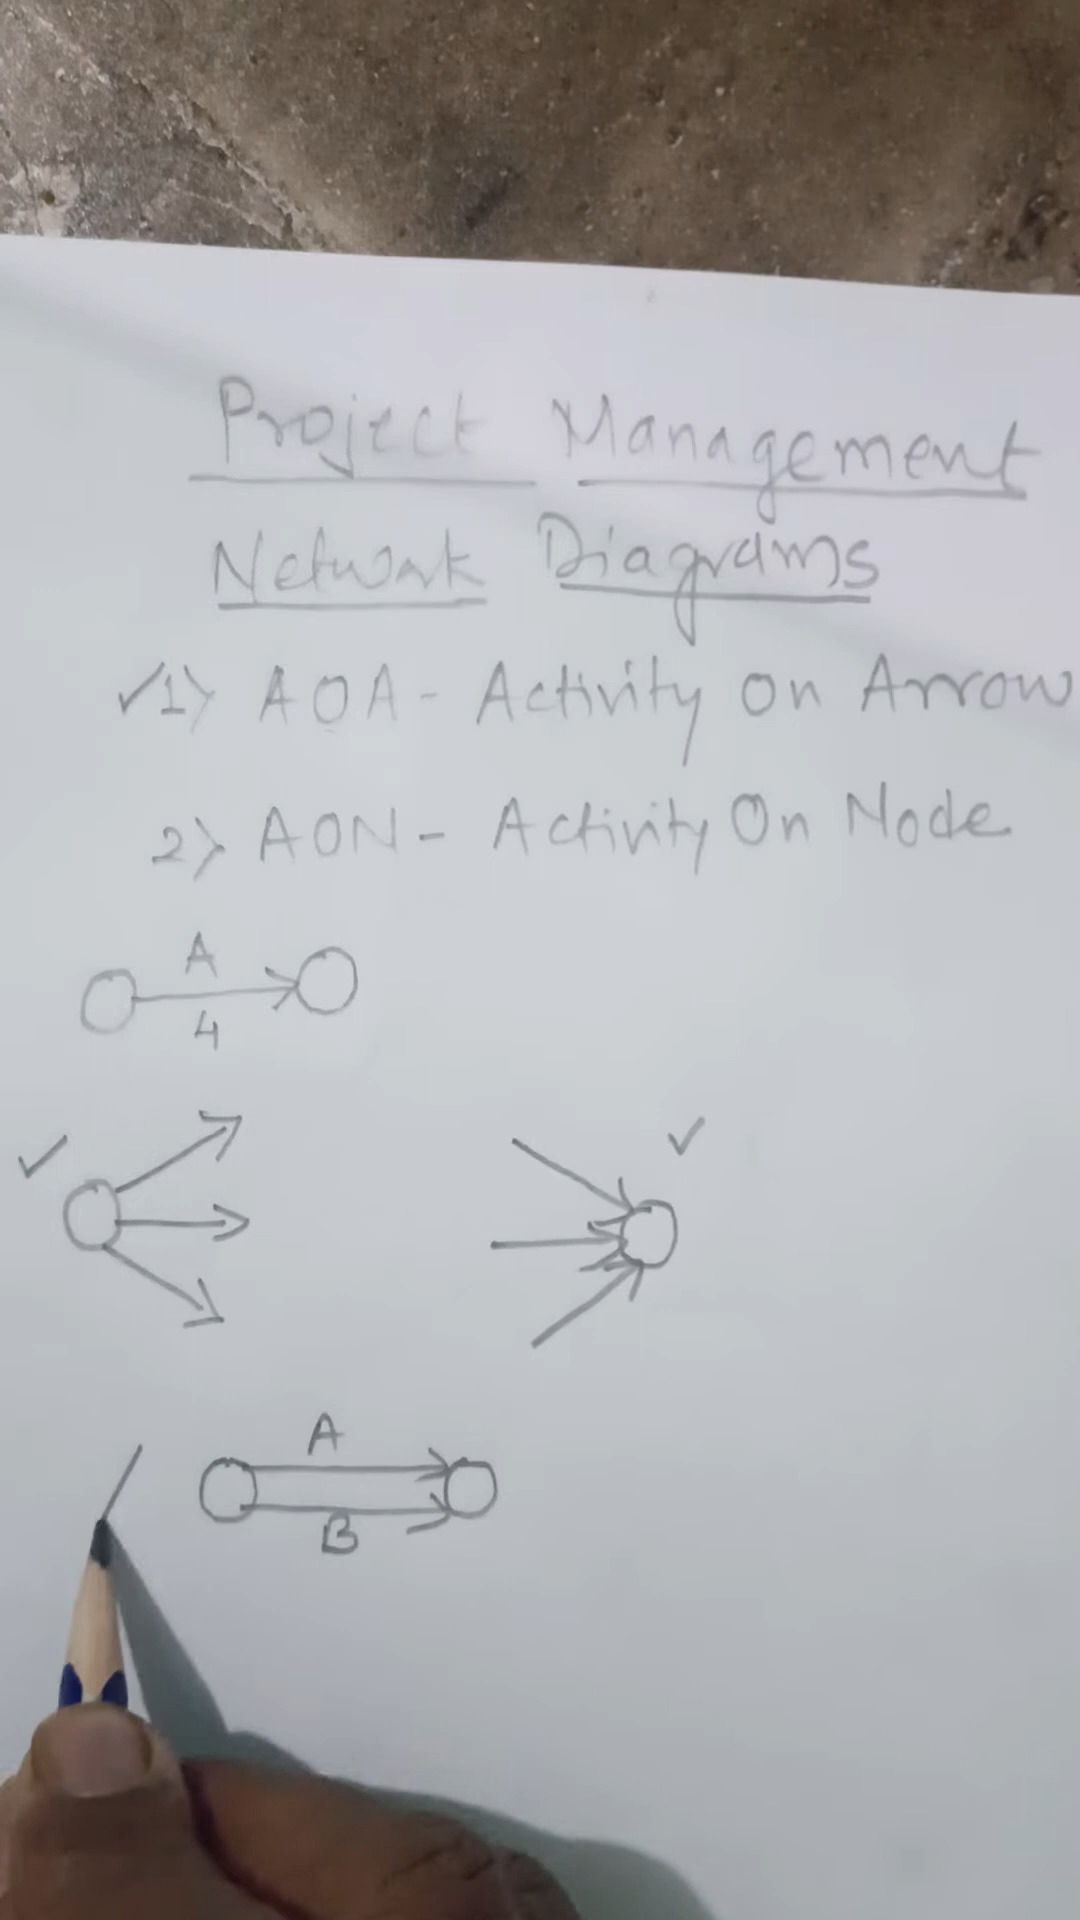 Project Management
Network Diagrams
✓1) AOA - Activity On Arrow
2) AON - Activity On Node
A
4
A
B